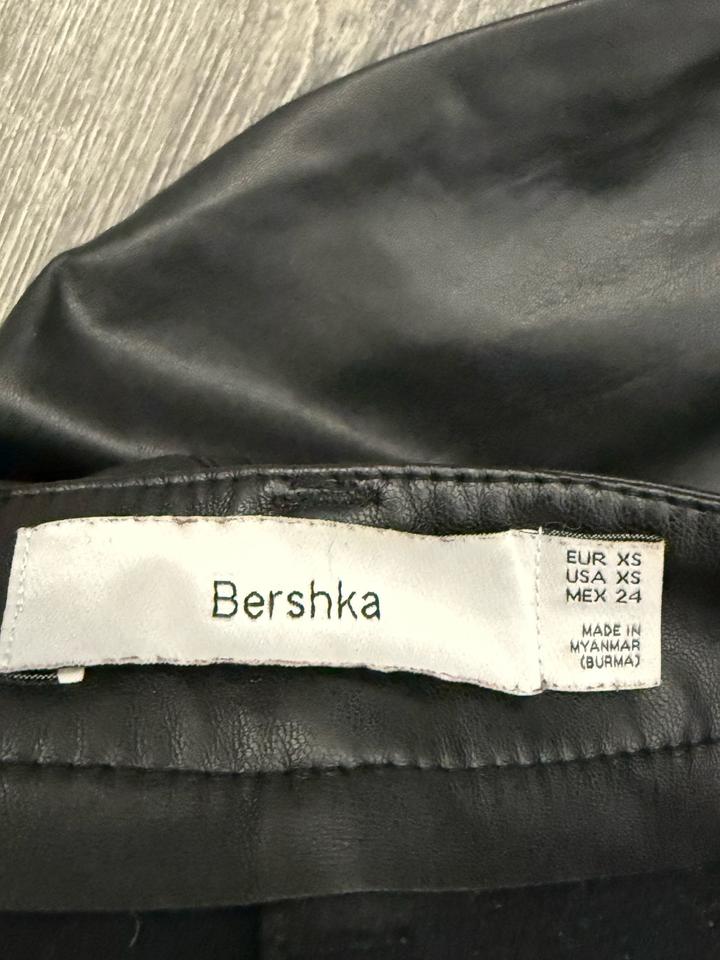 Bershka
EUR XS
USA XS
MEX 24
MADE IN
MYANMAR
(BURMA)